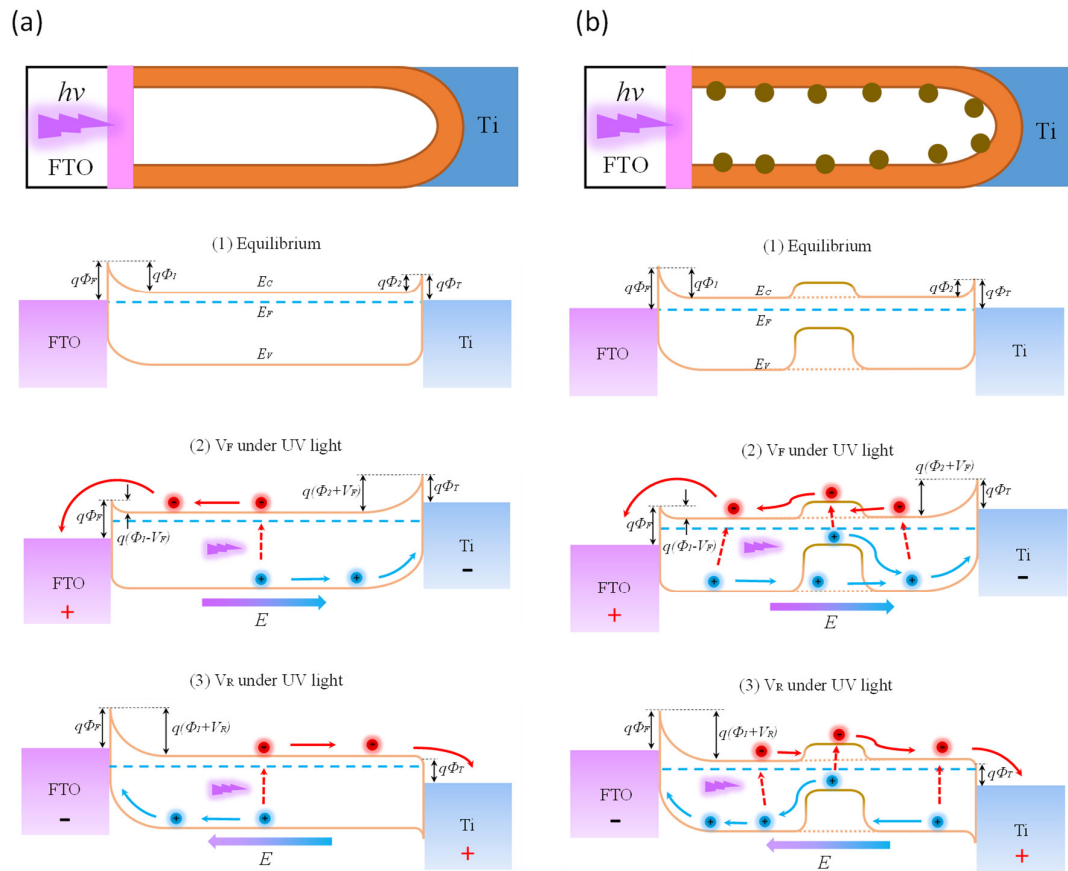 (a)
hv
FTO
Ti
(1) Equilibrium
qΦF
qΦ1
EC
qΦ2
qΦT
EF
FTO
EV
Ti
(2) VF under UV light
qΦF
q(Φ2+VF)
qΦT
q(Φ1-VF)
FTO
+
Ti
-
E
(3) VR under UV light
qΦF
q(Φ1+VR)
qΦT
FTO
-
Ti
+
E
(b)
hv
FTO
Ti
(1) Equilibrium
qΦF
qΦ1
EC
qΦ2
qΦT
EF
FTO
EV
Ti
(2) VF under UV light
q(Φ2+VF)
qΦF
qΦT
q(Φ1-VF)
FTO
+
Ti
-
E
(3) VR under UV light
qΦF
q(Φ1+VR)
qΦT
FTO
-
Ti
+
E